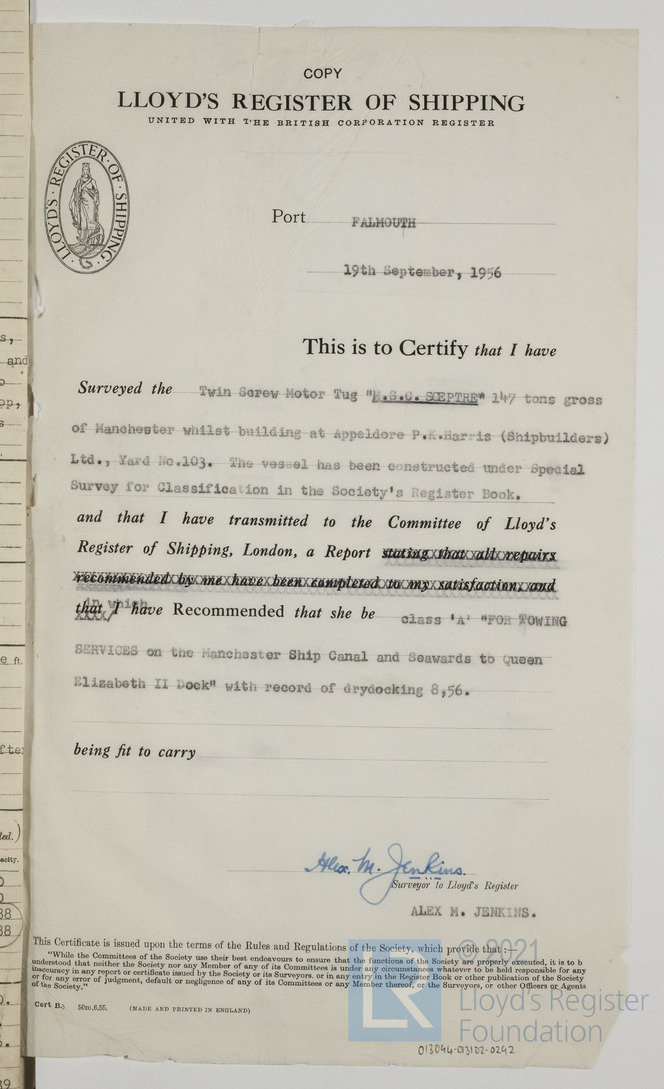 COPY
LLOYD'S REGISTER OF SHIPPING
UNITED WITH THE BRITISH CORPORATION REGISTER
LLOYD'S · REGISTER · OF · SHIPPING
Port FALMOUTH
19th September, 1956
This is to Certify that I have
Surveyed the Twin Screw Motor Tug "M.S.C. SCEPTRE" 147 tons gross
of Manchester whilst building at Appeldore P.K.Harris (Shipbuilders)
Ltd., Yard No.103. The vessel has been constructed under Special
Survey for Classification in the Society's Register Book.
and that I have transmitted to the Committee of Lloyd's
Register of Shipping, London, a Report stating that all repairs
recommended by me have been completed to my satisfaction, and
in which
that I have Recommended that she be class 'A' "FOR TOWING
SERVICES on the Manchester Ship Canal and Seawards to Queen
Elizabeth II Dock" with record of drydocking 8,56.
being fit to carry
Alex. M. Jenkins.
Surveyor to Lloyd's Register
ALEX M. JENKINS.
This Certificate is issued upon the terms of the Rules and Regulations of the Society, which provide that :—
"While the Committees of the Society use their best endeavours to ensure that the functions of the Society are properly executed, it is to b
understood that neither the Society nor any Member of any of its Committees is under any circumstances whatever to be held responsible for any
inaccuracy in any report or certificate issued by the Society or its Surveyors, or in any entry in the Register Book or other publication of the Society
or for any error of judgment, default or negligence of any of its Committees or any Member thereof, or the Surveyors, or other Officers or Agents
of the Society."
Cert B.) 50m,6,55. (MADE AND PRINTED IN ENGLAND)
© 2021
LR
Lloyd's Register
Foundation
013094-013102-0292